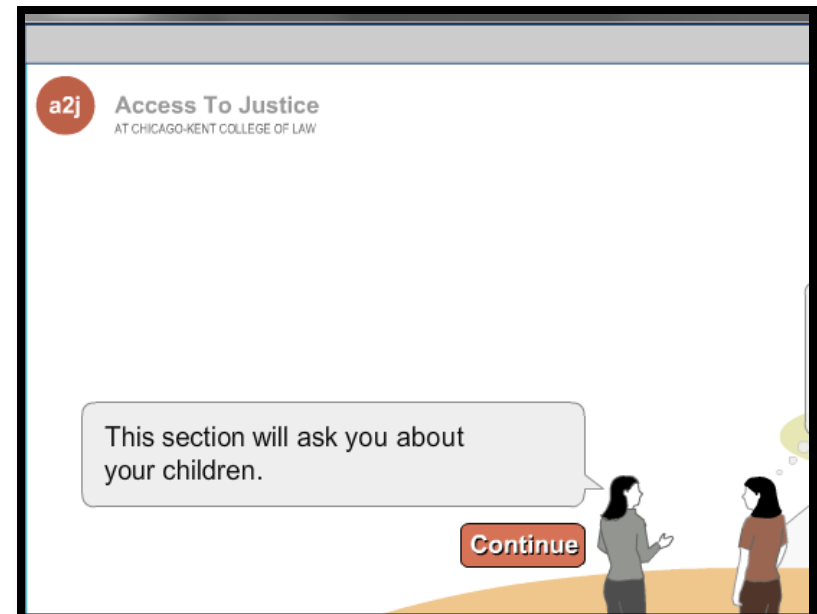 a2j
Access To Justice
AT CHICAGO-KENT COLLEGE OF LAW
This section will ask you about
your children.
Continue